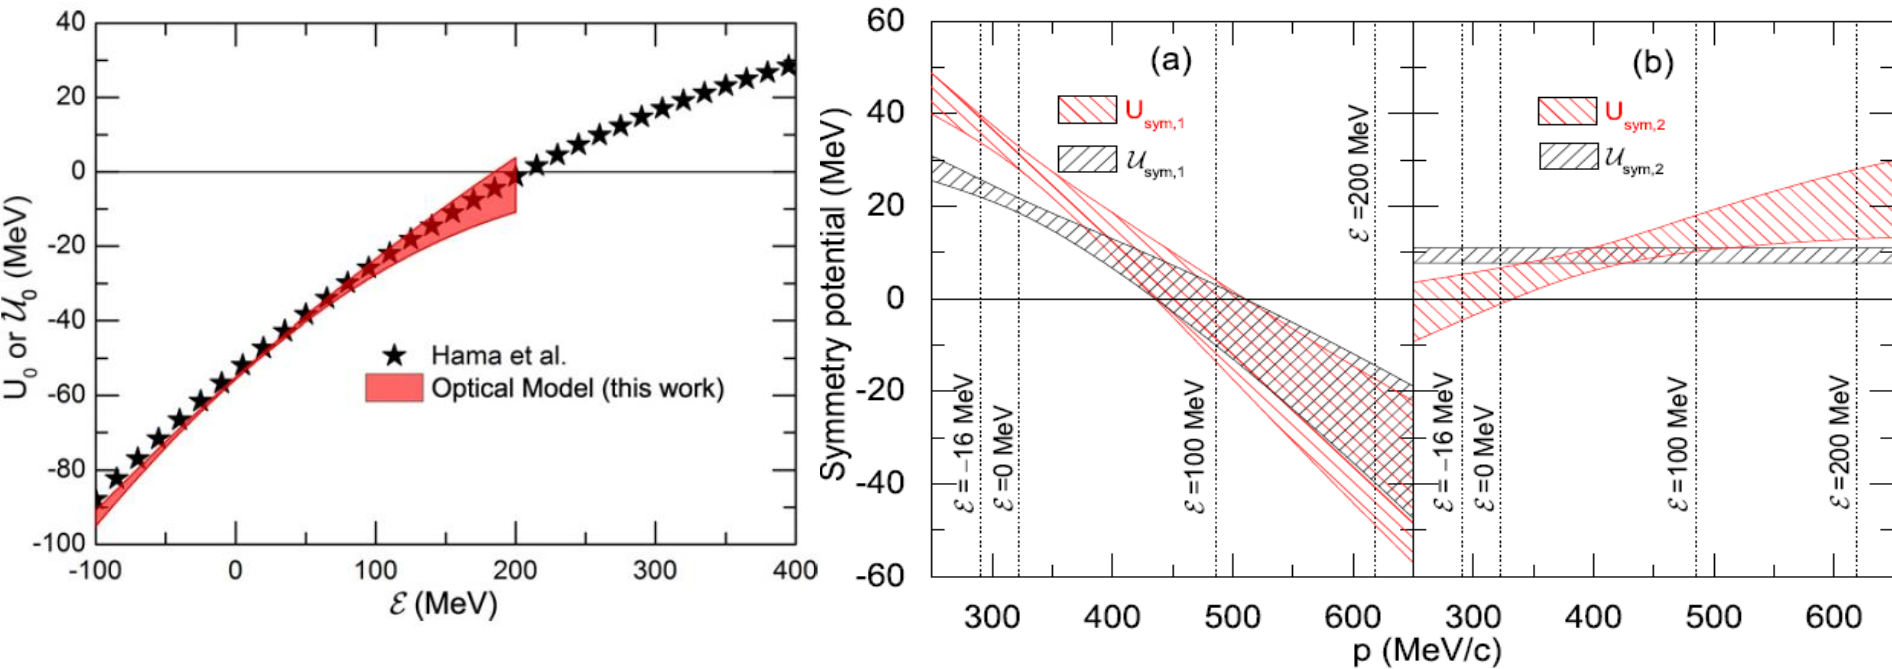 40
20
0
-20
-40
-60
-80
-100
-100 0 100 200 300 400
U0 or 𝒰0 (MeV)
ℰ (MeV)
Hama et al.
Optical Model (this work)
60
40
20
0
-20
-40
-60
Symmetry potential (MeV)
(a)
Usym,1
𝒰sym,1
ℰ = −16 MeV
ℰ =0 MeV
ℰ =100 MeV
ℰ =200 MeV
(b)
Usym,2
𝒰sym,2
ℰ = −16 MeV
ℰ =0 MeV
ℰ =100 MeV
ℰ =200 MeV
300 400 500 600 300 400 500 600
p (MeV/c)